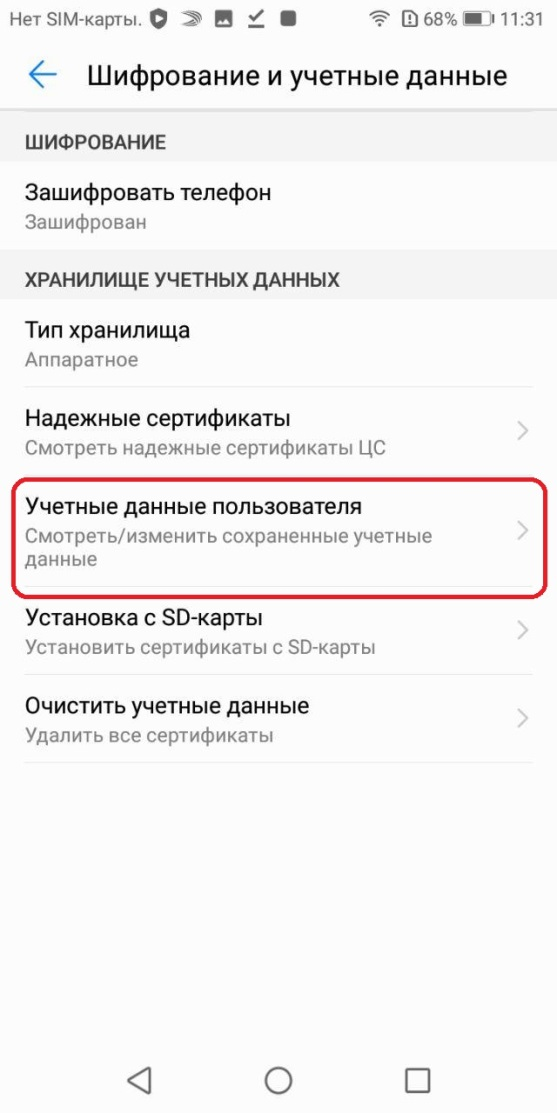 Нет SIM-карты. 68% 11:31
Шифрование и учетные данные
ШИФРОВАНИЕ
Зашифровать телефон
Зашифрован
ХРАНИЛИЩЕ УЧЕТНЫХ ДАННЫХ
Тип хранилища
Аппаратное
Надежные сертификаты
Смотреть надежные сертификаты ЦС
Учетные данные пользователя
Смотреть/изменить сохраненные учетные
данные
Установка с SD-карты
Установить сертификаты с SD-карты
Очистить учетные данные
Удалить все сертификаты